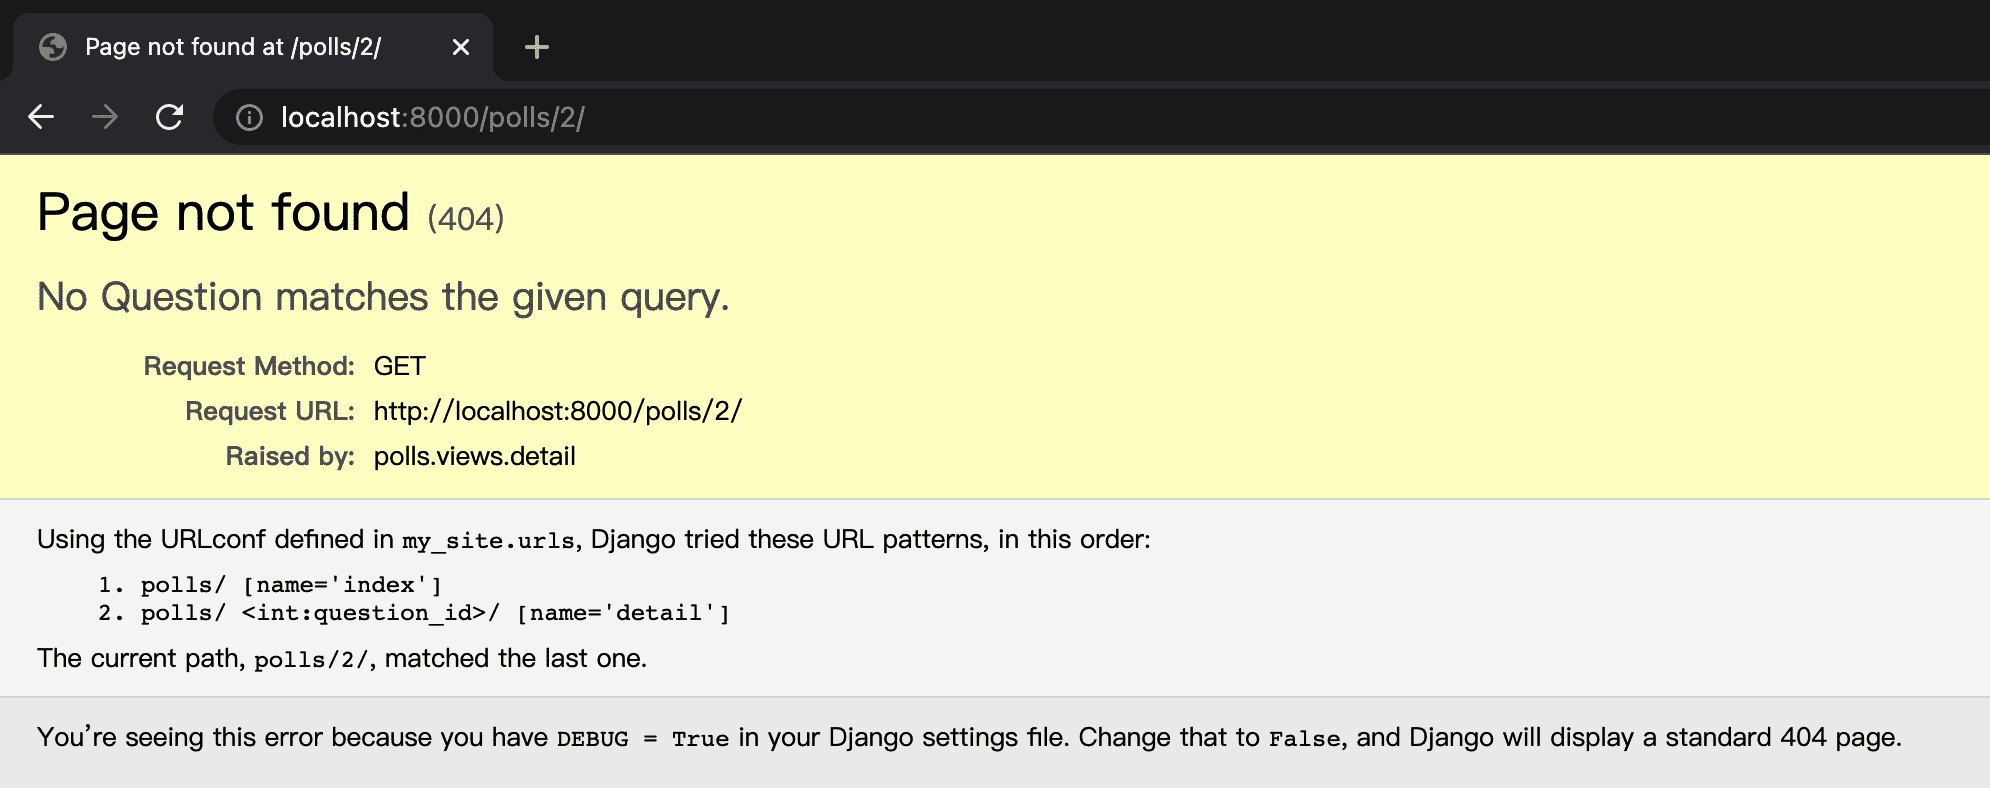 Page not found at /polls/2/
localhost:8000/polls/2/
Page not found (404)
No Question matches the given query.
Request Method: GET
Request URL: http://localhost:8000/polls/2/
Raised by: polls.views.detail
Using the URLconf defined in my_site.urls, Django tried these URL patterns, in this order:
1. polls/ [name='index']
2. polls/ <int:question_id>/ [name='detail']
The current path, polls/2/, matched the last one.
You’re seeing this error because you have DEBUG = True in your Django settings file. Change that to False, and Django will display a standard 404 page.